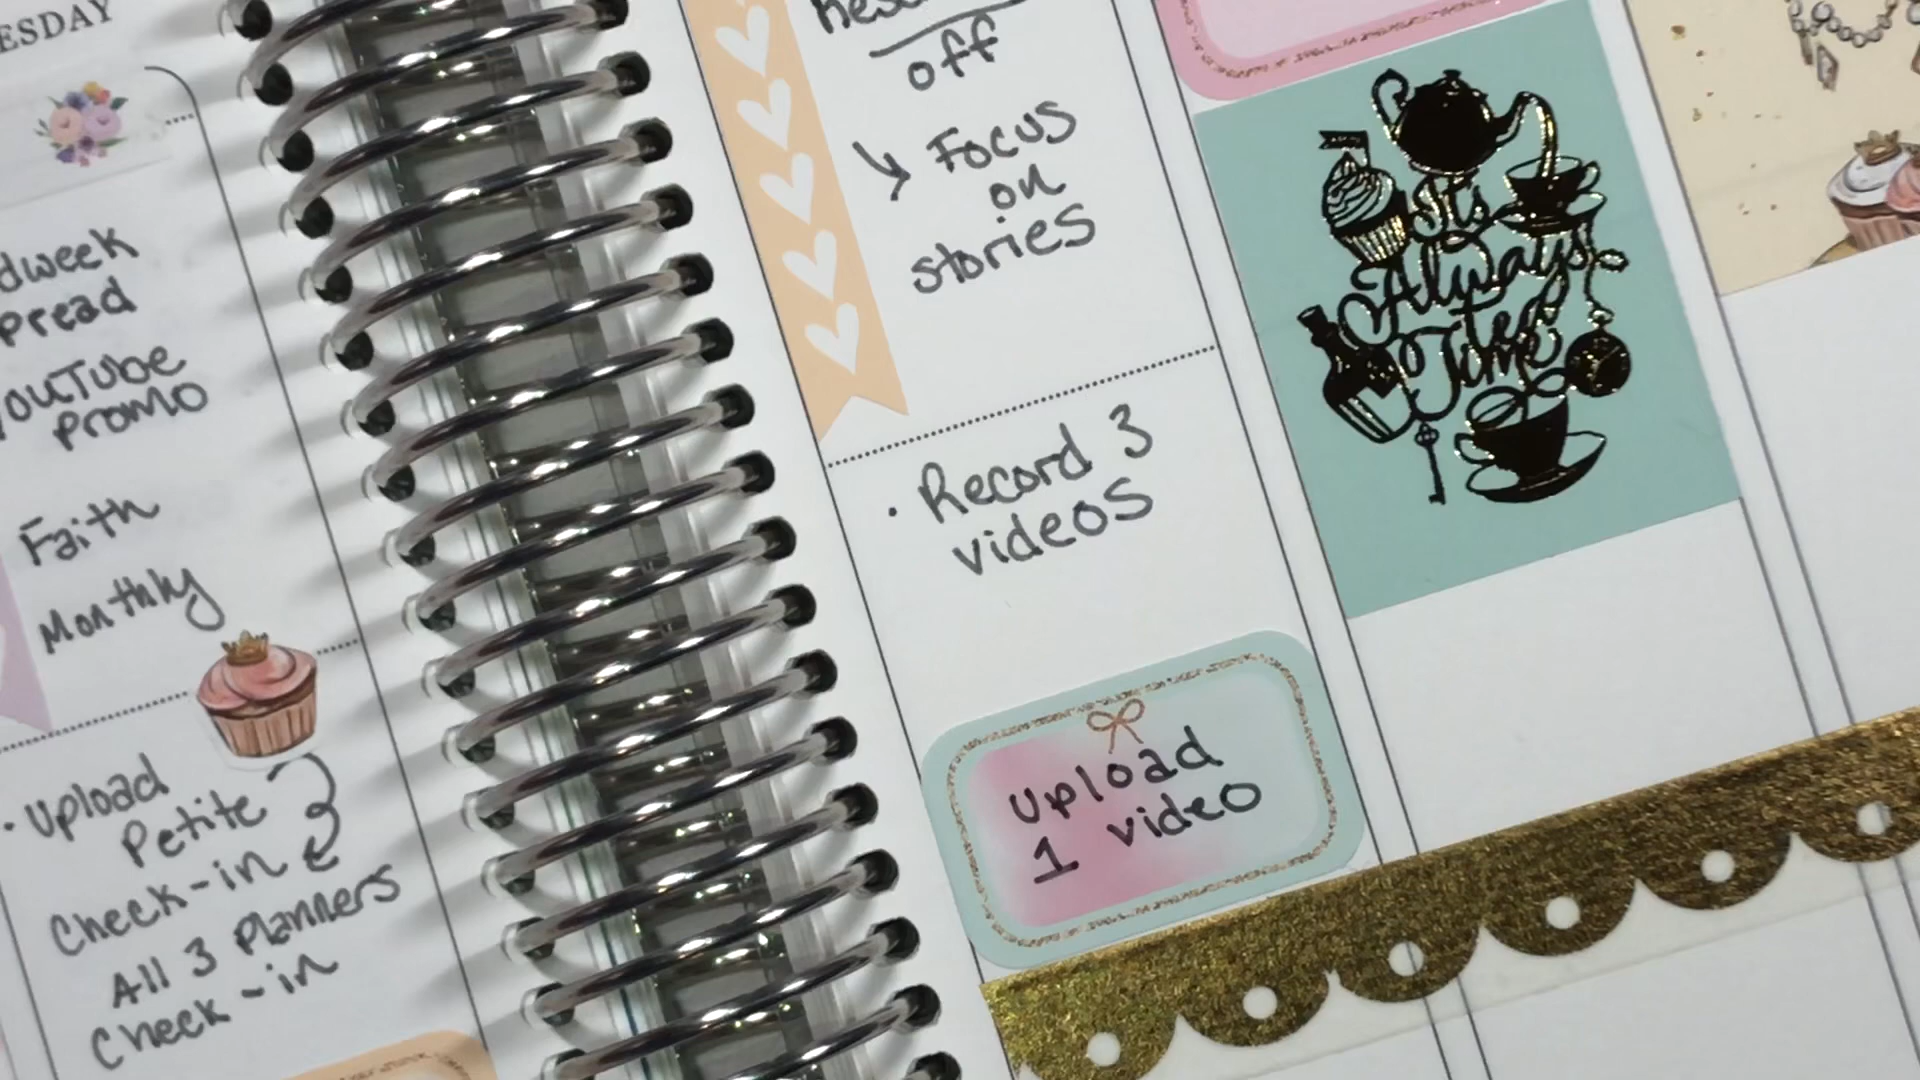 ESDAY
dweek
pread
YouTube
promo
Faith
Monthly
· Upload
Petite
Check-in
All 3 Planners
Check-in
off
↘ Focus
on
stories
· Record 3
videos
Upload
1 video
It's
Always
Tea
Time